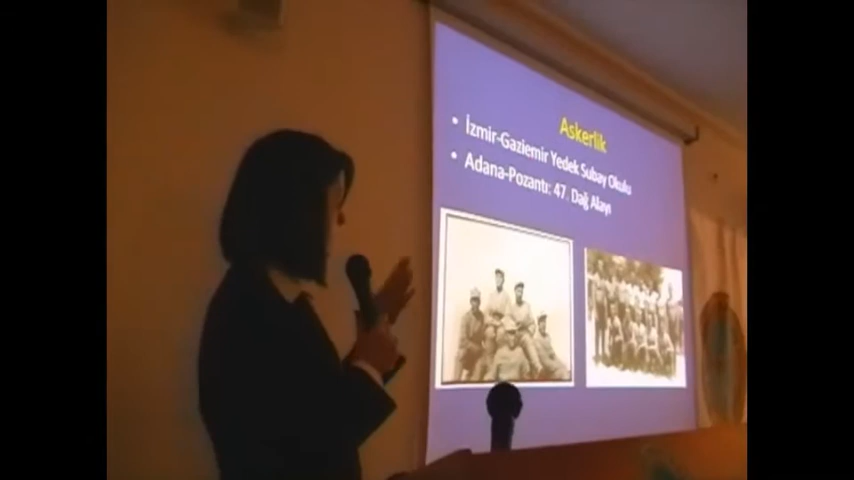 Askerlik
• İzmir-Gaziemir Yedek Subay Okulu
• Adana-Pozantı: 47. Dağ Alayı